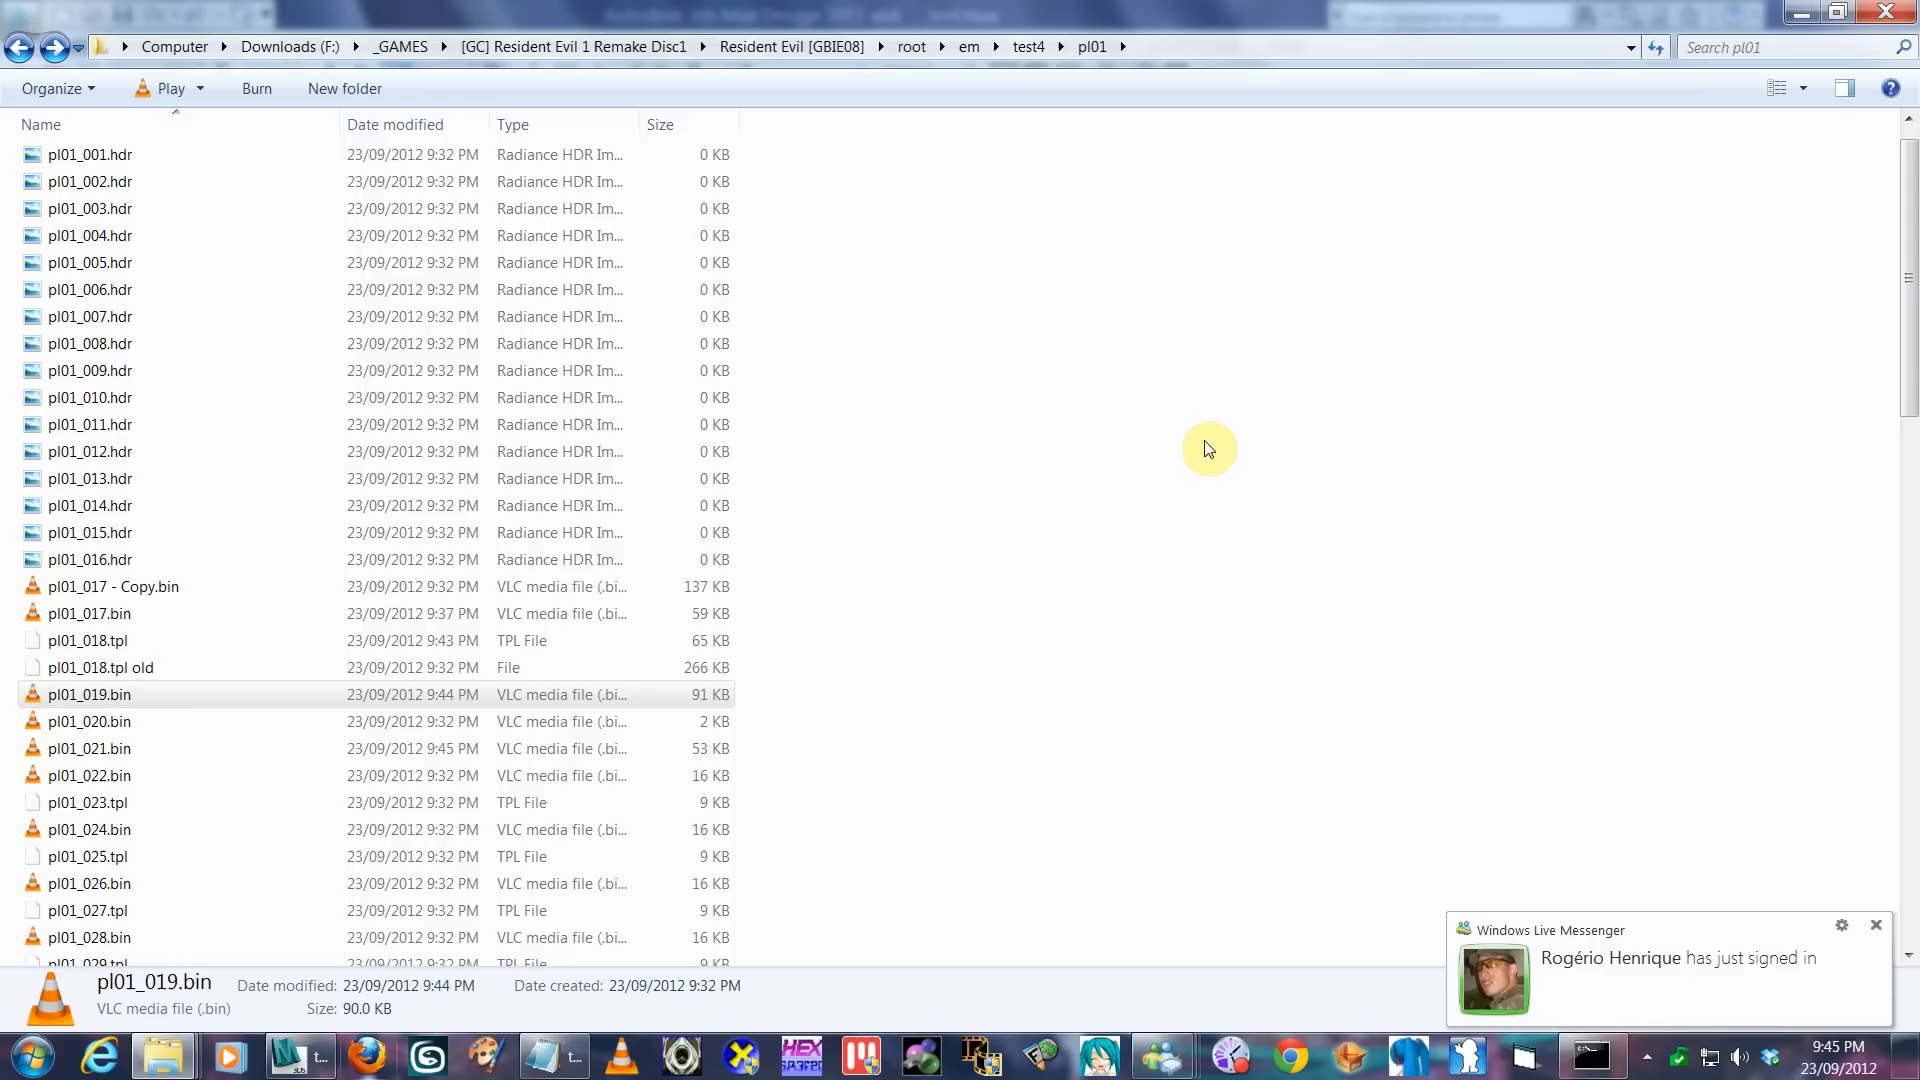 Computer Downloads (F:) _GAMES [GC] Resident Evil 1 Remake Disc1 Resident Evil [GBIE08] root em test4 pl01
Search pl01
Organize Play Burn New folder
Name Date modified Type Size
pl01_001.hdr 23/09/2012 9:32 PM Radiance HDR Im... 0 KB
pl01_002.hdr 23/09/2012 9:32 PM Radiance HDR Im... 0 KB
pl01_003.hdr 23/09/2012 9:32 PM Radiance HDR Im... 0 KB
pl01_004.hdr 23/09/2012 9:32 PM Radiance HDR Im... 0 KB
pl01_005.hdr 23/09/2012 9:32 PM Radiance HDR Im... 0 KB
pl01_006.hdr 23/09/2012 9:32 PM Radiance HDR Im... 0 KB
pl01_007.hdr 23/09/2012 9:32 PM Radiance HDR Im... 0 KB
pl01_008.hdr 23/09/2012 9:32 PM Radiance HDR Im... 0 KB
pl01_009.hdr 23/09/2012 9:32 PM Radiance HDR Im... 0 KB
pl01_010.hdr 23/09/2012 9:32 PM Radiance HDR Im... 0 KB
pl01_011.hdr 23/09/2012 9:32 PM Radiance HDR Im... 0 KB
pl01_012.hdr 23/09/2012 9:32 PM Radiance HDR Im... 0 KB
pl01_013.hdr 23/09/2012 9:32 PM Radiance HDR Im... 0 KB
pl01_014.hdr 23/09/2012 9:32 PM Radiance HDR Im... 0 KB
pl01_015.hdr 23/09/2012 9:32 PM Radiance HDR Im... 0 KB
pl01_016.hdr 23/09/2012 9:32 PM Radiance HDR Im... 0 KB
pl01_017 - Copy.bin 23/09/2012 9:32 PM VLC media file (.bi... 137 KB
pl01_017.bin 23/09/2012 9:37 PM VLC media file (.bi... 59 KB
pl01_018.tpl 23/09/2012 9:43 PM TPL File 65 KB
pl01_018.tpl old 23/09/2012 9:32 PM File 266 KB
pl01_019.bin 23/09/2012 9:44 PM VLC media file (.bi... 91 KB
pl01_020.bin 23/09/2012 9:32 PM VLC media file (.bi... 2 KB
pl01_021.bin 23/09/2012 9:45 PM VLC media file (.bi... 53 KB
pl01_022.bin 23/09/2012 9:32 PM VLC media file (.bi... 16 KB
pl01_023.tpl 23/09/2012 9:32 PM TPL File 9 KB
pl01_024.bin 23/09/2012 9:32 PM VLC media file (.bi... 16 KB
pl01_025.tpl 23/09/2012 9:32 PM TPL File 9 KB
pl01_026.bin 23/09/2012 9:32 PM VLC media file (.bi... 16 KB
pl01_027.tpl 23/09/2012 9:32 PM TPL File 9 KB
pl01_028.bin 23/09/2012 9:32 PM VLC media file (.bi... 16 KB
pl01_029.tpl 23/09/2012 9:32 PM TPL File 9 KB
Windows Live Messenger
Rogério Henrique has just signed in
pl01_019.bin Date modified: 23/09/2012 9:44 PM Date created: 23/09/2012 9:32 PM
VLC media file (.bin) Size: 90.0 KB
t... t...
HEX
9:45 PM
23/09/2012